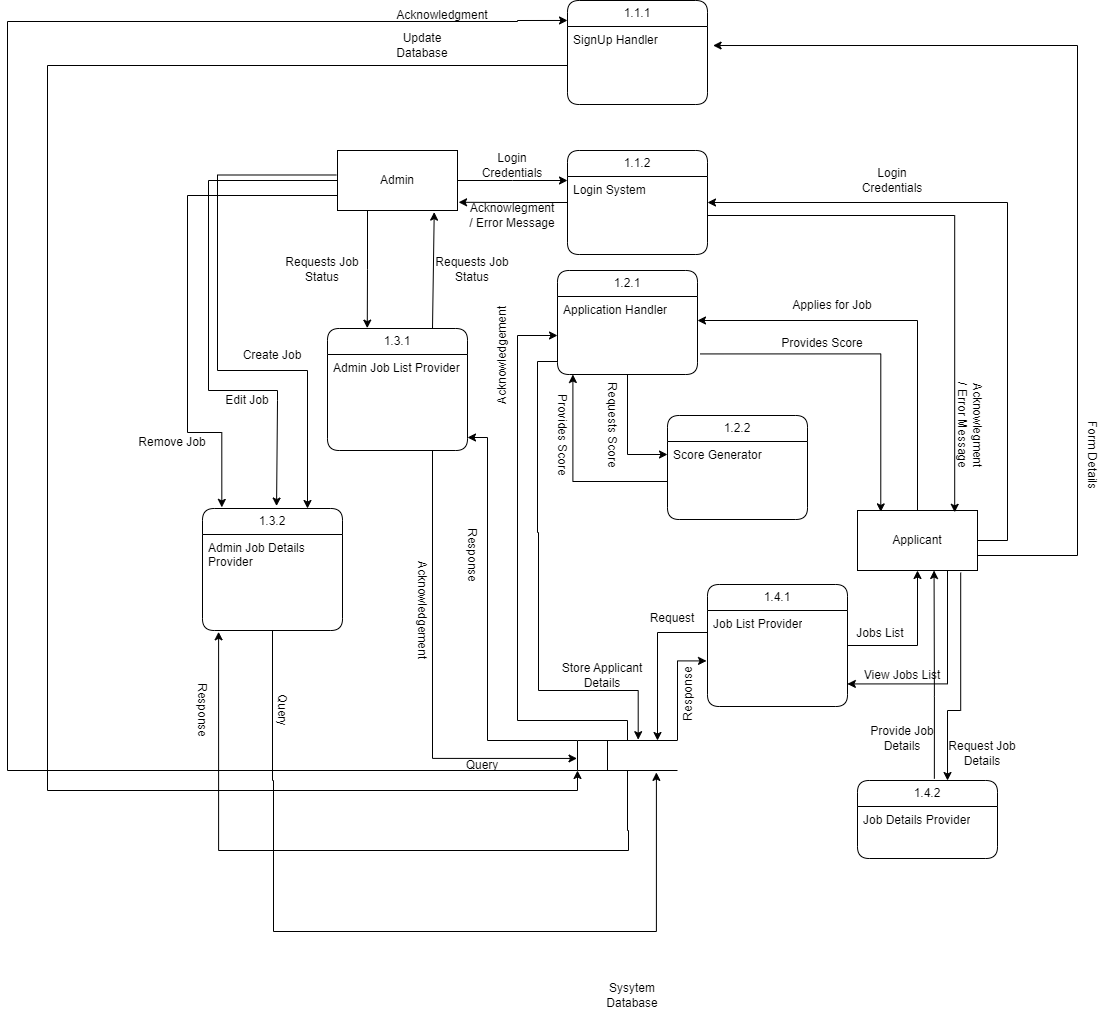 Acknowledgment
1.1.1
SignUp Handler
Update
Database
Admin
Login
Credentials
1.1.2
Login System
Login
Credentials
Acknowlegment
/ Error Message
Requests Job
Status
Requests Job
Status
1.2.1
Application Handler
Applies for Job
Provides Score
Acknowledgement
1.3.1
Admin Job List Provider
Create Job
Edit Job
Remove Job
Provides Score
Requests Score
1.2.2
Score Generator
Acknowlegment
/ Error Message
Form Details
1.3.2
Admin Job Details
Provider
Response
Acknowledgement
Applicant
1.4.1
Job List Provider
Request
Jobs List
View Jobs List
Store Applicant
Details
Response
Response
Query
Provide Job
Details
Request Job
Details
Query
1.4.2
Job Details Provider
Sysytem
Database